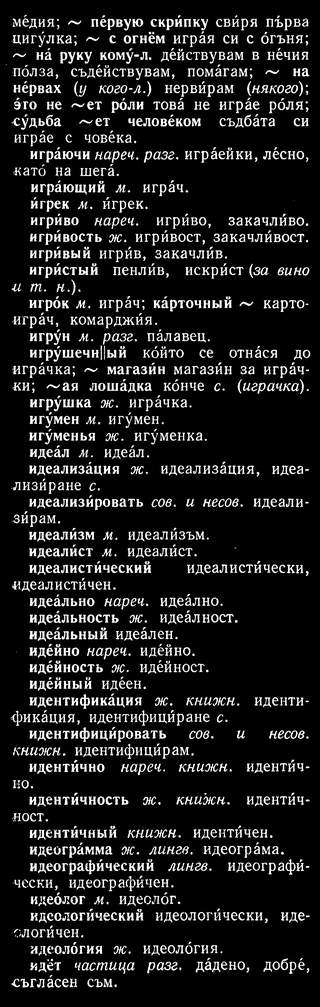 ме́дия; ~ пе́рвую скри́пку сви́ря пъ́рва
цигу́лка; ~ с огнём игра́я си с о́гъня;
~ на́ руку кому́-л. де́йствувам в не́чия
по́лза, съде́йствувам, пома́гам; ~ на
не́рвах (у кого-л.) нерви́рам (някого);
э́то не ~ет ро́ли това́ не игра́е ро́ля;
судьба́ ~ет челове́ком съдба́та си
игра́е с чове́ка.
игра́ючи нареч. разг. игра́ейки, ле́сно,
като́ на шега́.
игра́ющий м. игра́ч.
и́грек м. и́грек.
игри́во нареч. игри́во, закачли́во.
игри́вость ж. игри́вост, закачли́вост.
игри́вый игри́в, закачли́в.
игри́стый пенли́в, искри́ст (за вино
и т. н.).
игро́к м. игра́ч; ка́рточный ~ карто-
игра́ч, комарджи́я.
игру́н м. разг. па́лавец.
игру́шечн||ый ко́йто се отна́ся до
игра́чка; ~ магази́н магази́н за игра́ч-
ки; ~ая лоша́дка ко́нче с. (играчка).
игру́шка ж. игра́чка.
игу́мен м. игу́мен.
игу́менья ж. игу́менка.
идеа́л м. идеа́л.
идеализа́ция ж. идеализа́ция, идеа-
лизи́ране с.
идеализи́ровать сов. и несов. идеали-
зи́рам.
идеали́зм м. идеали́зъм.
идеали́ст м. идеали́ст.
идеалисти́ческий идеалисти́чески,
идеалисти́чен.
идеа́льно нареч. идеа́лно.
идеа́льность ж. идеа́лност.
идеа́льный идеа́лен.
иде́йно нареч. иде́йно.
иде́йность ж. иде́йност.
иде́йный иде́ен.
идентифика́ция ж. книжн. иденти-
фика́ция, идентифици́ране с.
идентифици́ровать сов. и несов.
книжн. идентифици́рам.
иденти́чно нареч. книжн. иденти́ч-
но.
иденти́чность ж. книжн. иденти́ч-
ност.
иденти́чный книжн. иденти́чен.
идеогра́мма ж. лингв. идеогра́ма.
идеографи́ческий лингв. идеографи́-
чески, идеографи́чен.
идео́лог м. идеоло́г.
идеологи́ческий идеологи́чески, иде-
ологи́чен.
идеоло́гия ж. идеоло́гия.
идёт частица разг. да́дено, добре́,
съгла́сен съм.